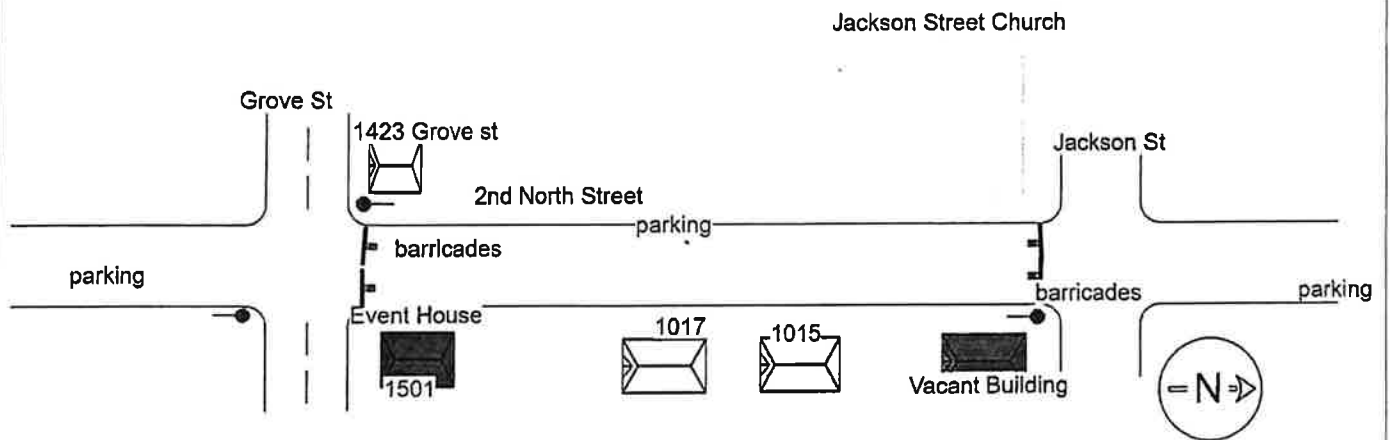 Jackson Street Church
Grove St
1423 Grove st
Jackson St
2nd North Street
parking
barricades
parking
barricades
parking
Event House
1017
1015
1501
Vacant Building
N